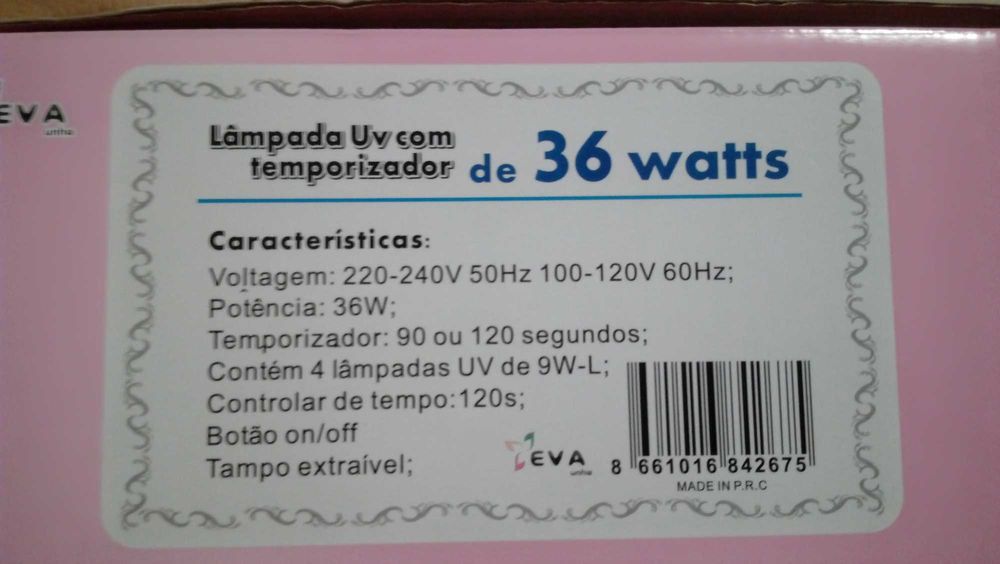 EVA
unha
Lâmpada Uv com
temporizador de 36 watts
Características:
Voltagem: 220-240V 50Hz 100-120V 60Hz;
Potência: 36W;
Temporizador: 90 ou 120 segundos;
Contém 4 lâmpadas UV de 9W-L;
Controlar de tempo:120s;
Botão on/off
Tampo extraível;
EVA
unha
8 661016 842675
MADE IN P.R.C